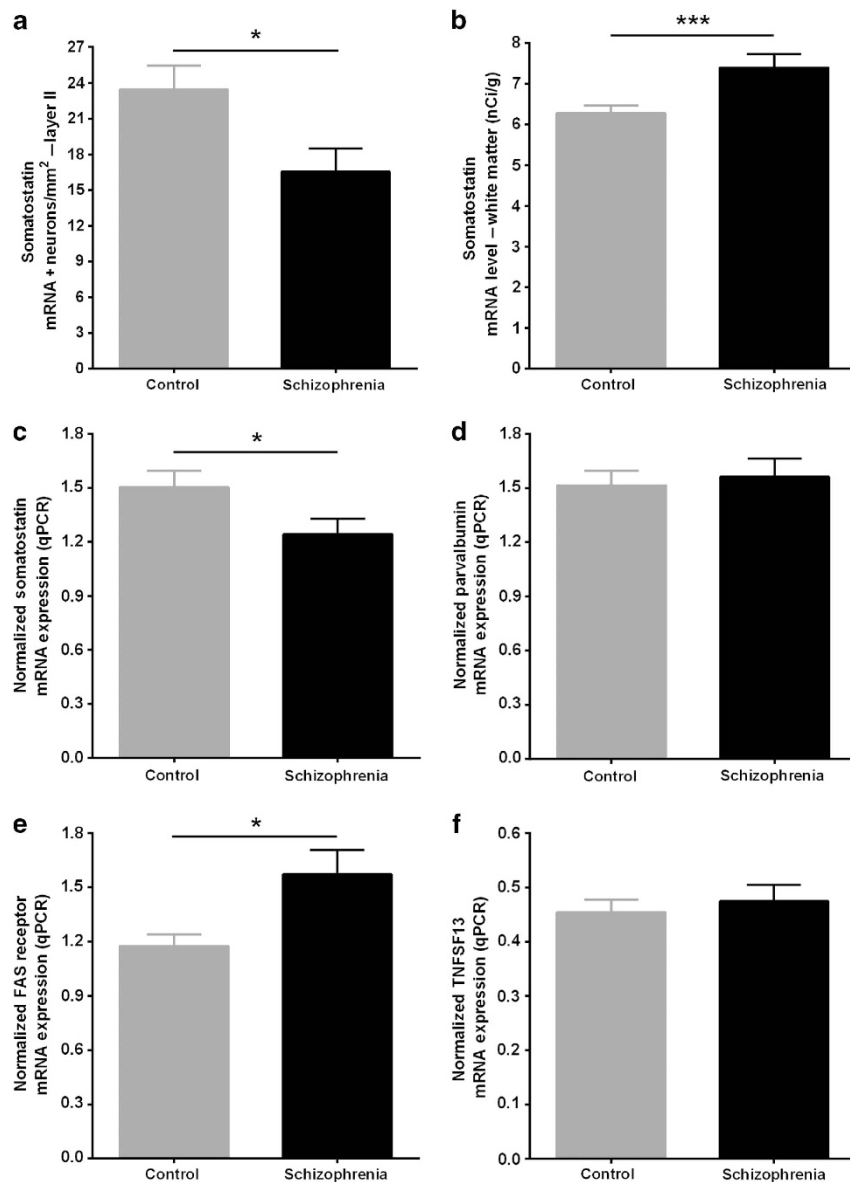 a
Somatostatin
mRNA + neurons/mm² – layer II
27
24
21
18
15
12
9
6
3
0
*
Control
Schizophrenia
b
Somatostatin
mRNA level – white matter (nCi/g)
8
7
6
5
4
3
2
1
0
***
Control
Schizophrenia
c
Normalized somatostatin
mRNA expression (qPCR)
1.8
1.5
1.2
0.9
0.6
0.3
0.0
*
Control
Schizophrenia
d
Normalized parvalbumin
mRNA expression (qPCR)
1.8
1.5
1.2
0.9
0.6
0.3
0.0
Control
Schizophrenia
e
Normalized FAS receptor
mRNA expression (qPCR)
1.8
1.5
1.2
0.9
0.6
0.3
0.0
*
Control
Schizophrenia
f
Normalized TNFSF13
mRNA expression (qPCR)
0.6
0.5
0.4
0.3
0.2
0.1
0.0
Control
Schizophrenia